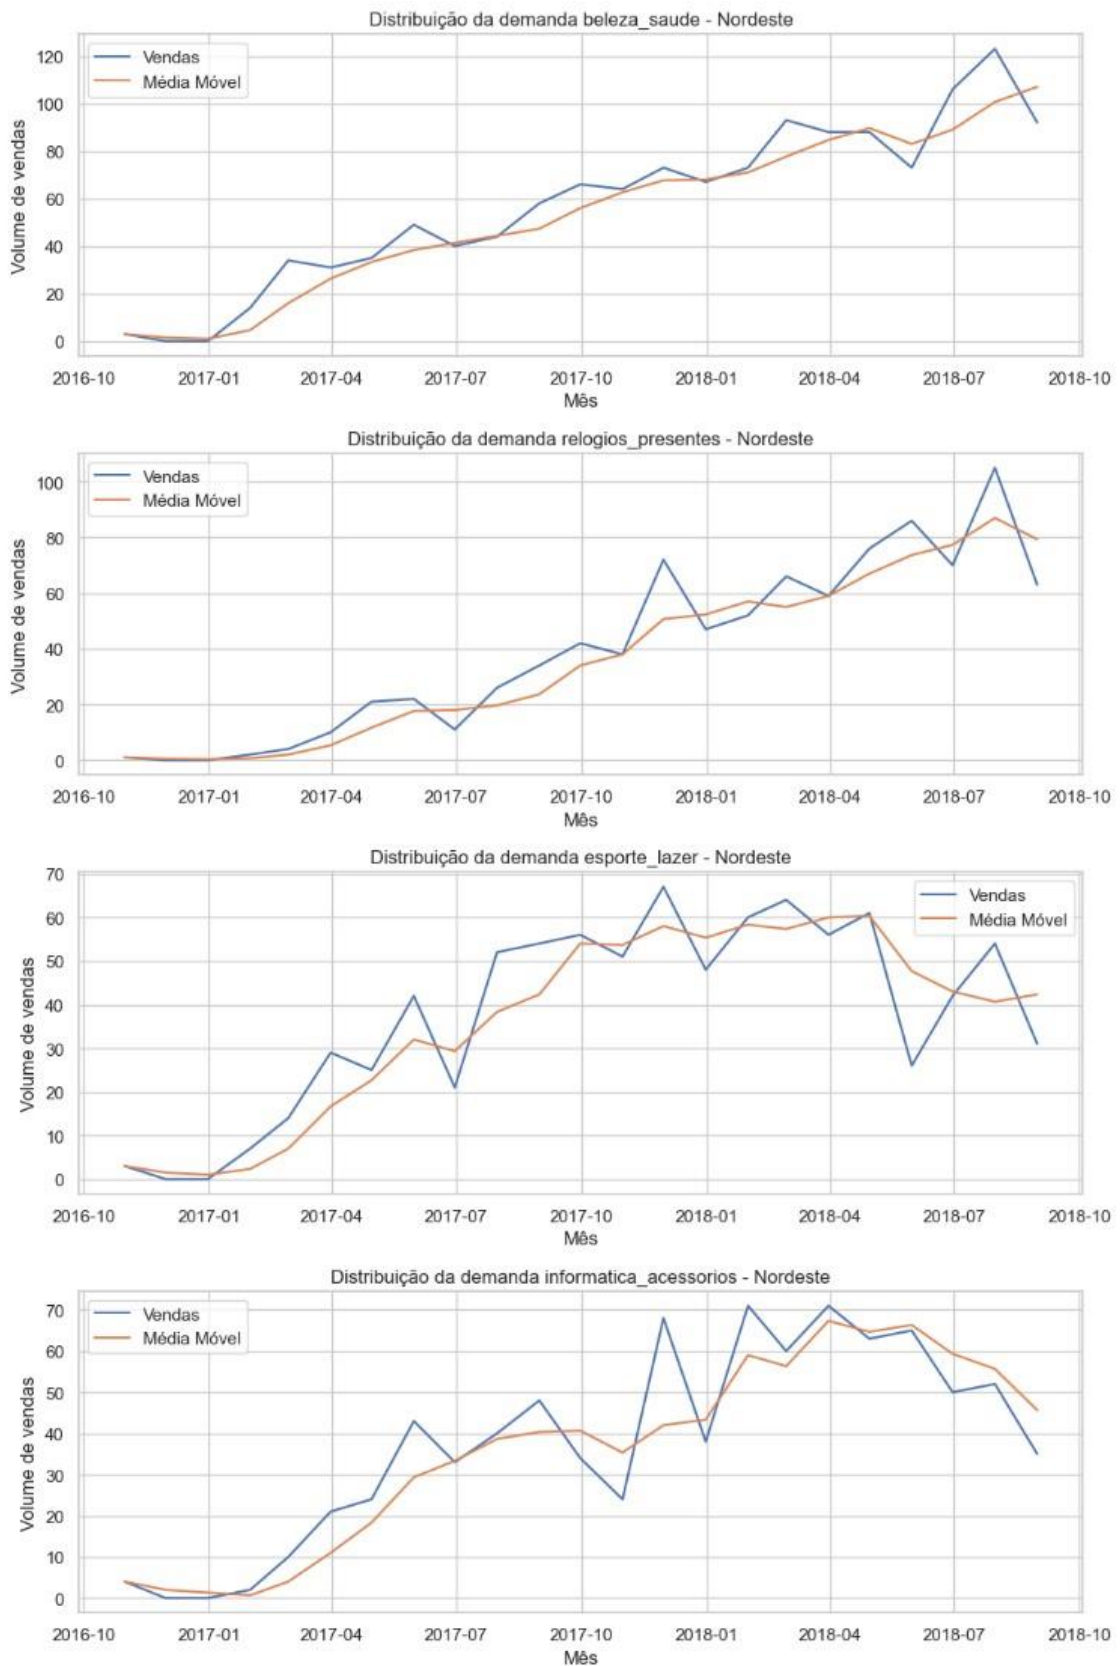 Distribuição da demanda beleza_saude - Nordeste
Vendas
Média Móvel
Volume de vendas
120
100
80
60
40
20
0
2016-10 2017-01 2017-04 2017-07 2017-10 2018-01 2018-04 2018-07 2018-10
Mês
Distribuição da demanda relogios_presentes - Nordeste
Vendas
Média Móvel
Volume de vendas
100
80
60
40
20
0
2016-10 2017-01 2017-04 2017-07 2017-10 2018-01 2018-04 2018-07 2018-10
Mês
Distribuição da demanda esporte_lazer - Nordeste
Vendas
Média Móvel
Volume de vendas
70
60
50
40
30
20
10
0
2016-10 2017-01 2017-04 2017-07 2017-10 2018-01 2018-04 2018-07 2018-10
Mês
Distribuição da demanda informatica_acessorios - Nordeste
Vendas
Média Móvel
Volume de vendas
70
60
50
40
30
20
10
0
2016-10 2017-01 2017-04 2017-07 2017-10 2018-01 2018-04 2018-07 2018-10
Mês